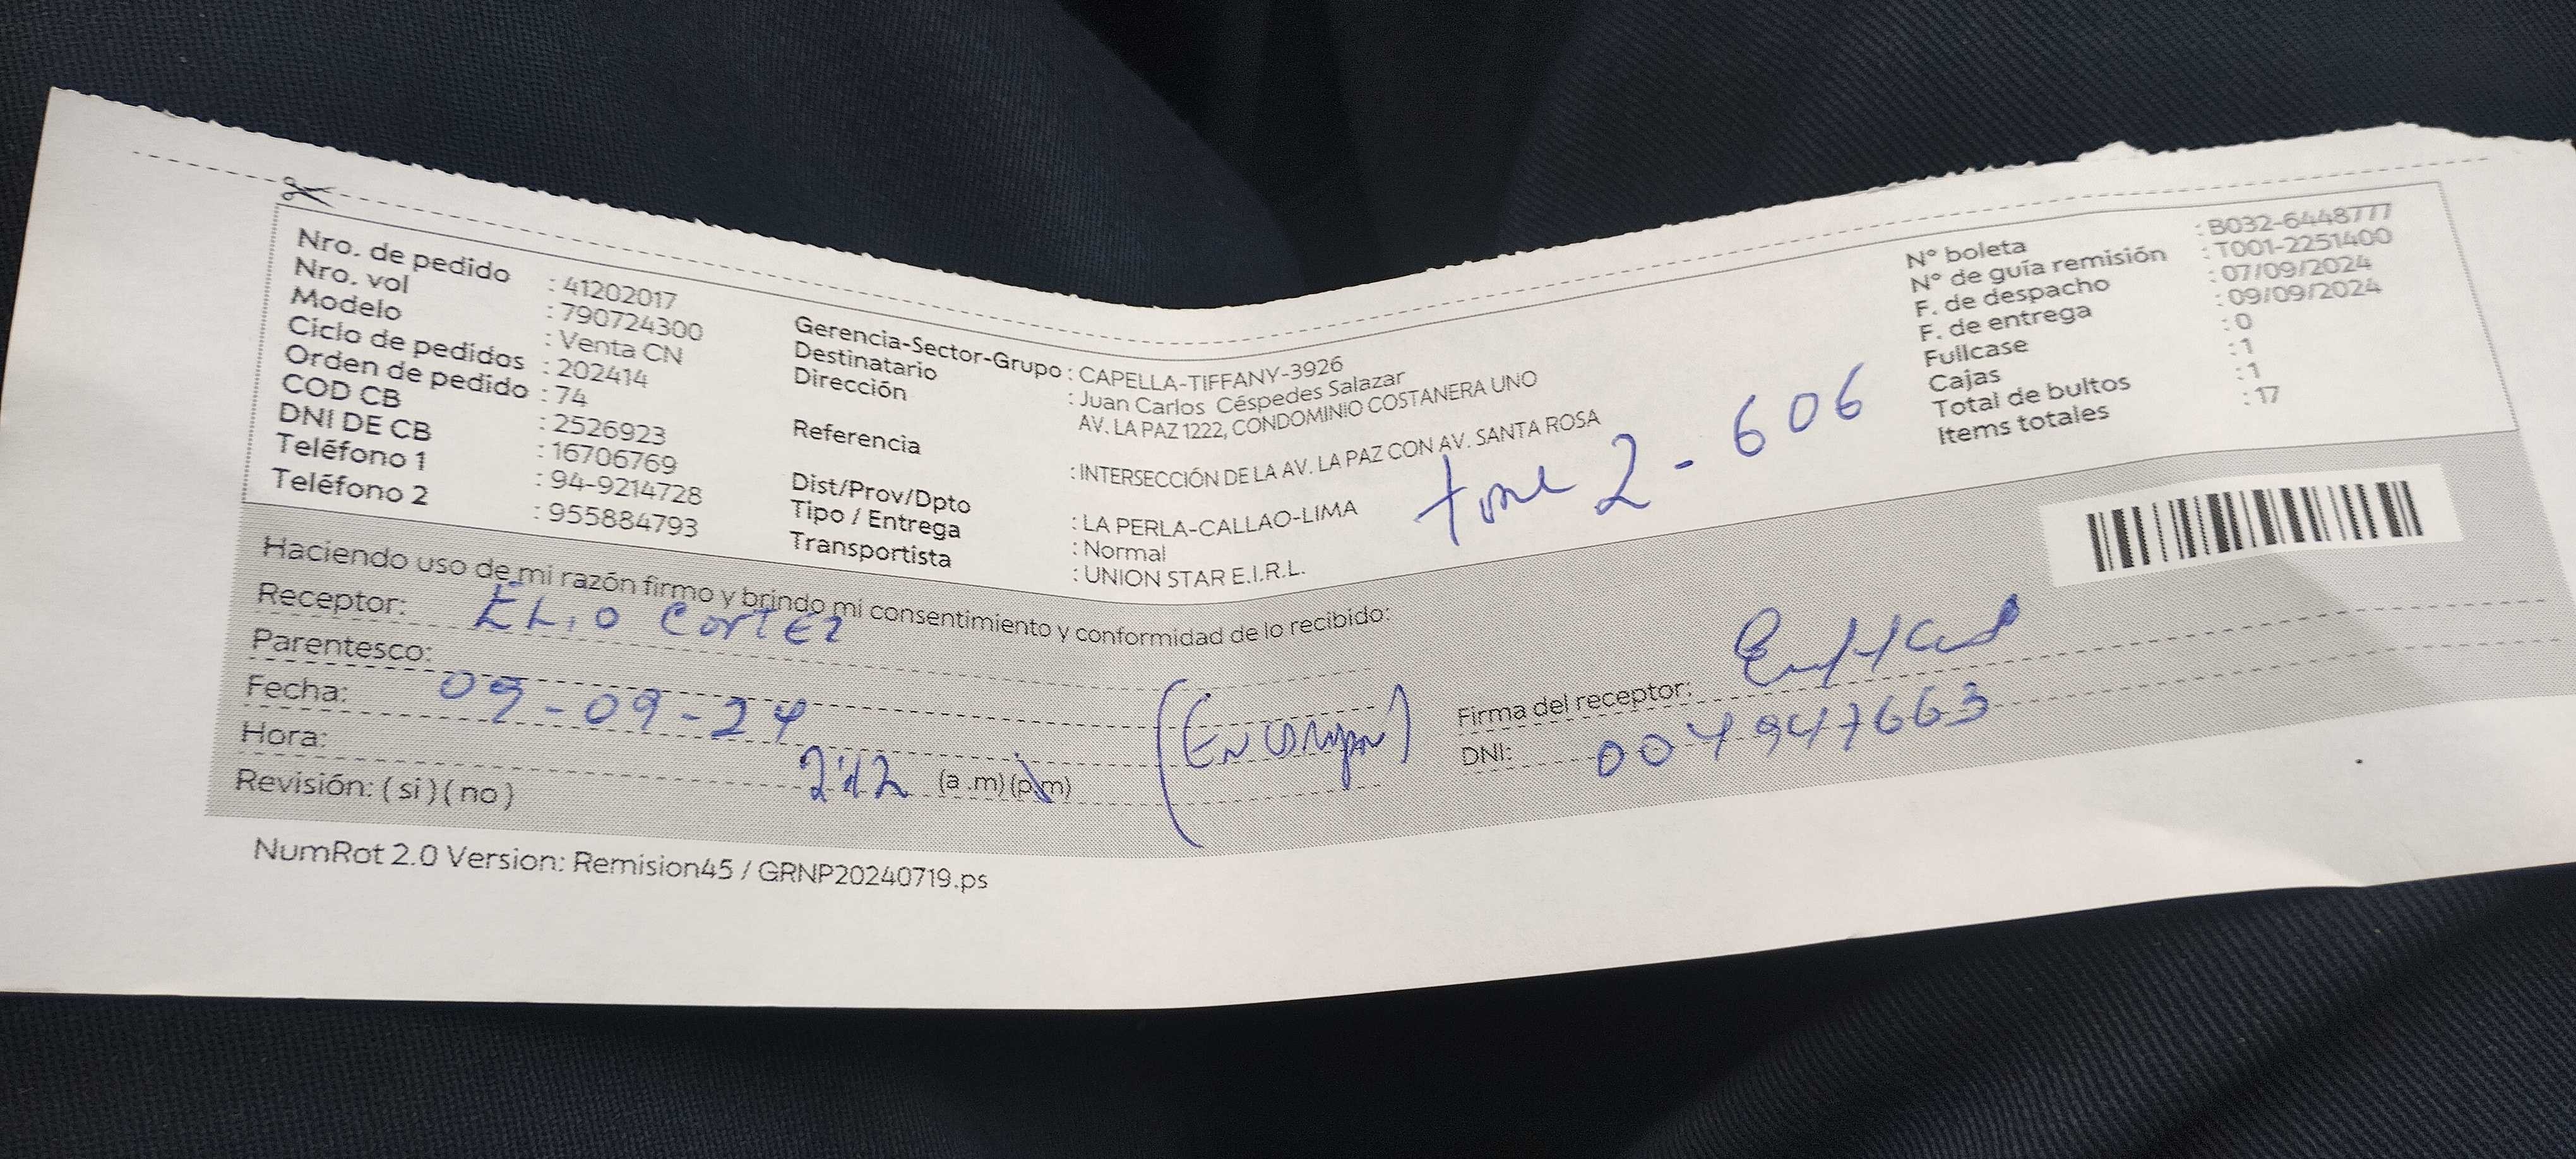 Nro. de pedido : 41202017
Nro. vol : 790724300
Modelo : Venta CN
Ciclo de pedidos : 202414
Orden de pedido : 74
COD CB : 2526923
DNI DE CB : 16706769
Teléfono 1 : 94-9214728
Teléfono 2 : 955884793
Gerencia-Sector-Grupo : CAPELLA-TIFFANY-3926
Destinatario : Juan Carlos Céspedes Salazar
Dirección AV. LA PAZ 1222, CONDOMINIO COSTANERA UNO
Referencia : INTERSECCIÓN DE LA AV. LA PAZ CON AV. SANTA ROSA
Dist/Prov/Dpto : LA PERLA-CALLAO-LIMA
Tipo / Entrega : Normal
Transportista : UNION STAR E.I.R.L.
2 - 606
N° boleta : B032-6448777
N° de guía remisión : T001-2251400
F. de despacho : 07/09/2024
F. de entrega : 09/09/2024
Fullcase : 0
Cajas : 1
Total de bultos : 1
Items totales : 17
Haciendo uso de mi razón firmo y brindo mi consentimiento y conformidad de lo recibido:
Receptor: ELIO CORTEZ
Parentesco:
Fecha: 09-09-24
Hora: 2:12 (a .m) (p.m)
Revisión: ( si ) ( no )
Firma del receptor:
DNI: 004947663
NumRot 2.0 Version: Remision45 / GRNP20240719.ps